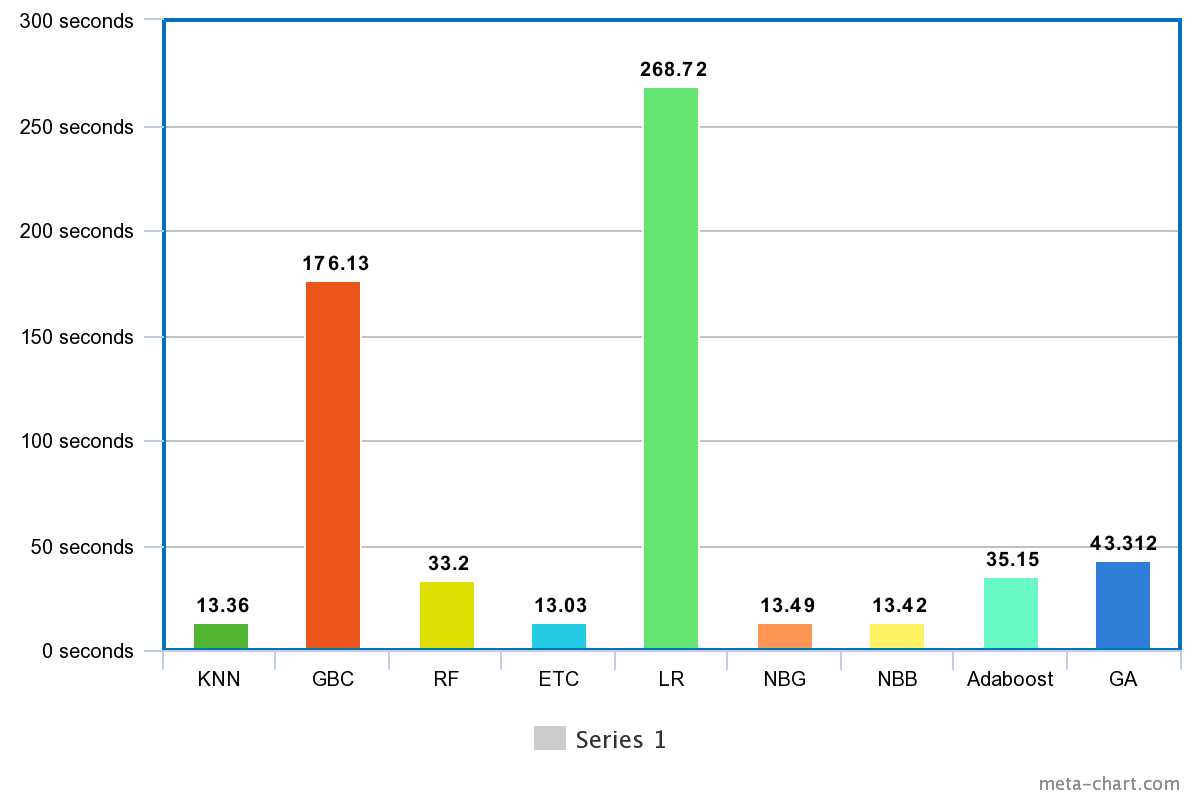 300 seconds
268.72
250 seconds
200 seconds
176.13
150 seconds
100 seconds
50 seconds
43.312
35.15
33.2
13.36
13.03
13.49
13.42
0 seconds
KNN GBC RF ETC LR NBG NBB Adaboost GA
Series 1
meta-chart.com